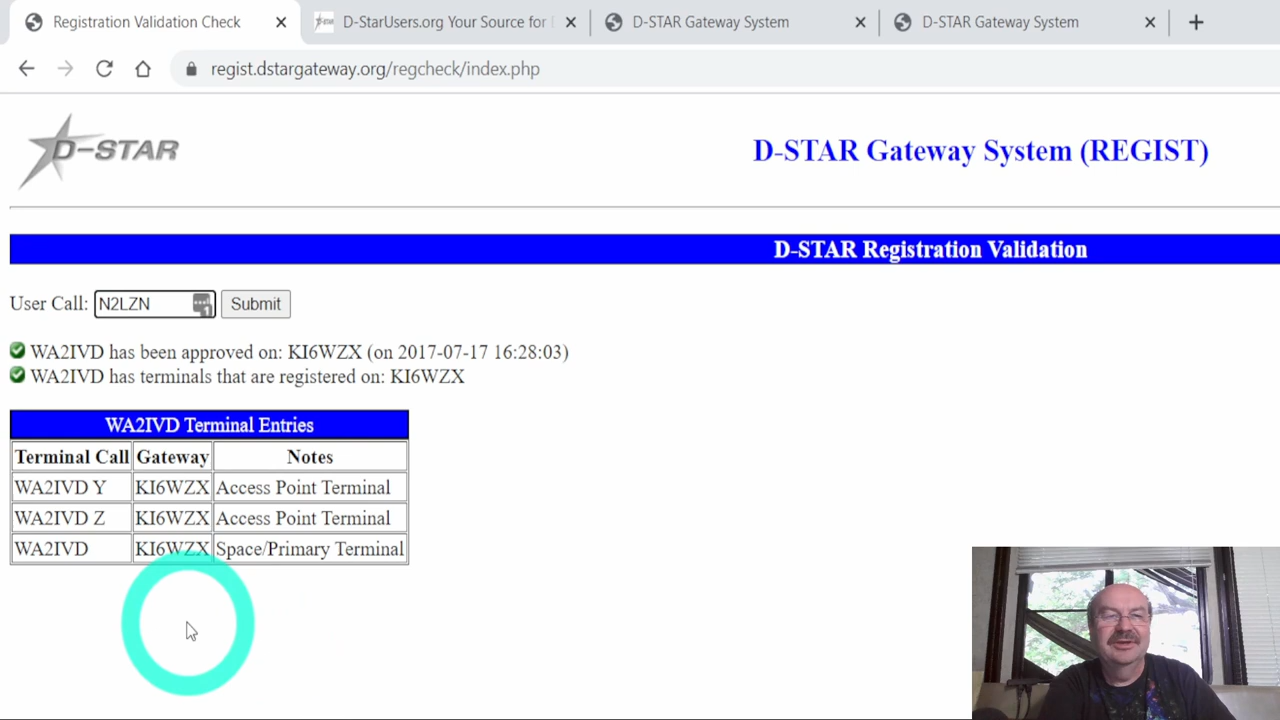 Registration Validation Check
D-StarUsers.org Your Source for
D-STAR Gateway System
D-STAR Gateway System
regist.dstargateway.org/regcheck/index.php
D-STAR
D-STAR Gateway System (REGIST)
D-STAR Registration Validation
User Call: N2LZN 1 Submit
WA2IVD has been approved on: KI6WZX (on 2017-07-17 16:28:03)
WA2IVD has terminals that are registered on: KI6WZX
WA2IVD Terminal Entries
Terminal Call Gateway Notes
WA2IVD Y KI6WZX Access Point Terminal
WA2IVD Z KI6WZX Access Point Terminal
WA2IVD KI6WZX Space/Primary Terminal